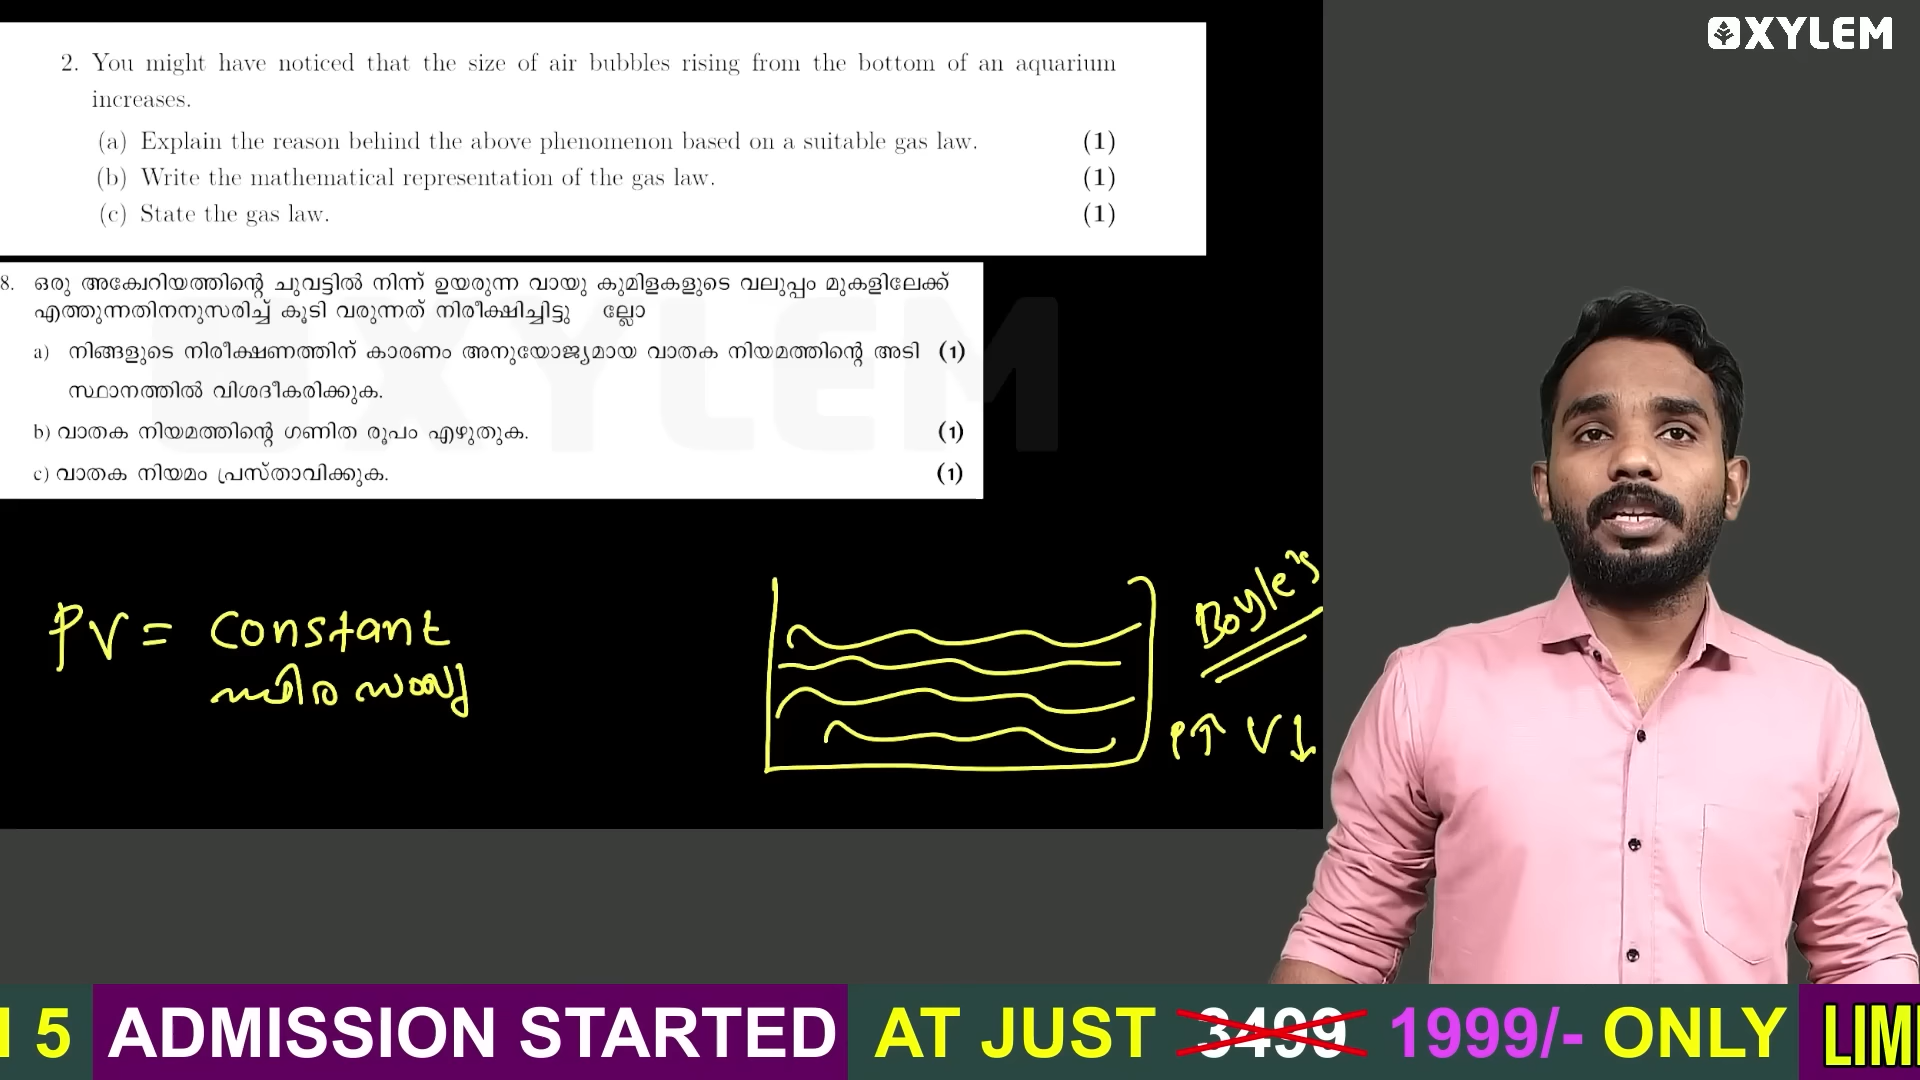 XYLEM
2. You might have noticed that the size of air bubbles rising from the bottom of an aquarium
increases.
(a) Explain the reason behind the above phenomenon based on a suitable gas law. (1)
(b) Write the mathematical representation of the gas law. (1)
(c) State the gas law. (1)
8. ഒരു അക്വേറിയത്തിന്റെ ചുവട്ടിൽ നിന്ന് ഉയരുന്ന വായു കുമിളകളുടെ വലുപ്പം മുകളിലേക്ക്
എത്തുന്നതിനനുസരിച്ച് കൂടി വരുന്നത് നിരീക്ഷിച്ചിട്ടു ല്ലോ
a) നിങ്ങളുടെ നിരീക്ഷണത്തിന് കാരണം അനുയോജ്യമായ വാതക നിയമത്തിന്റെ അടി (1)
സ്ഥാനത്തിൽ വിശദീകരിക്കുക.
b) വാതക നിയമത്തിന്റെ ഗണിത രൂപം എഴുതുക. (1)
c) വാതക നിയമം പ്രസ്താവിക്കുക. (1)
XYLEM
PV = Constant
സ്ഥിര സംഖ്യ
Boyle's
P↑ V↓
5 ADMISSION STARTED AT JUST 3499 1999/- ONLY LIM